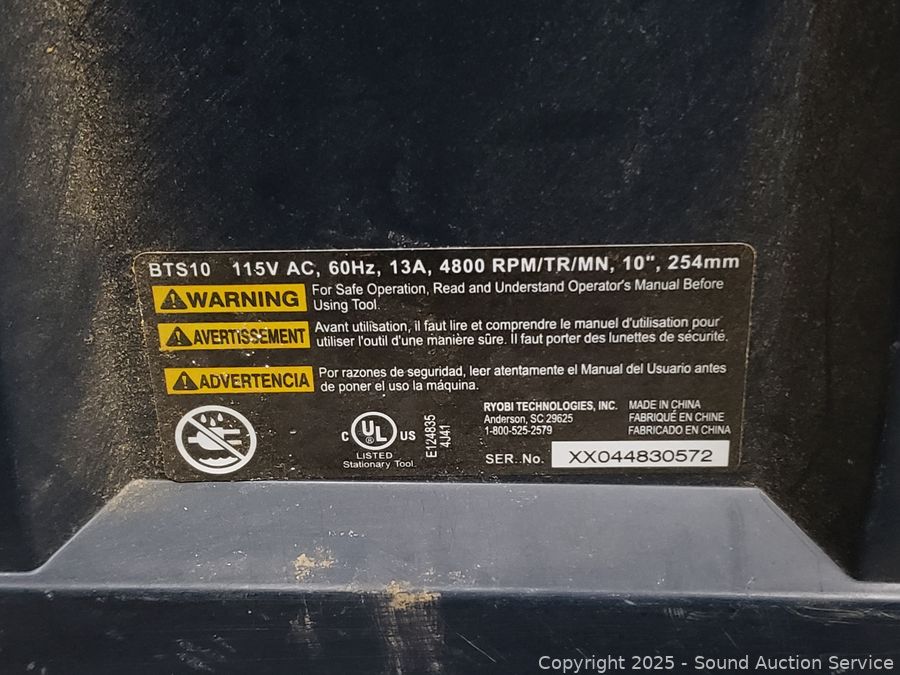 BTS10 115V AC, 60Hz, 13A, 4800 RPM/TR/MN, 10", 254mm
WARNING
For Safe Operation, Read and Understand Operator's Manual Before
Using Tool.
AVERTISSEMENT
Avant utilisation, il faut lire et comprendre le manuel d'utilisation pour
utiliser l'outil d'une manière sûre. Il faut porter des lunettes de sécurité.
ADVERTENCIA
Por razones de seguridad, leer atentamente el Manual del Usuario antes
de poner el uso la màquina.
C UL US
LISTED
Stationary Tool.
E124835
4J41
RYOBI TECHNOLOGIES, INC.
Anderson, SC 29625
1-800-525-2579
MADE IN CHINA
FABRIQUÉ EN CHINE
FABRICADO EN CHINA
SER. No. XX044830572
Copyright 2025 - Sound Auction Service